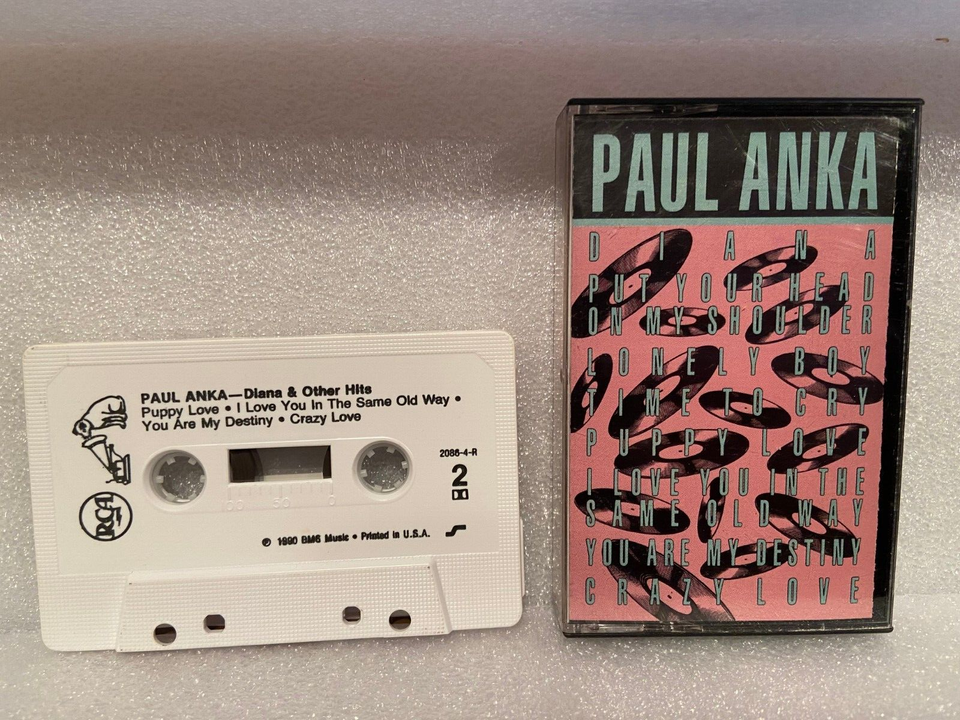 PAUL ANKA—Diana & Other Hits
Puppy Love • I Love You In The Same Old Way •
You Are My Destiny • Crazy Love
2086-4-R
2
RCA
℗ 1990 BMG Music • Printed in U.S.A.
PAUL ANKA
DIANA
PUT YOUR HEAD
ON MY SHOULDER
LONELY BOY
TIME TO CRY
PUPPY LOVE
I LOVE YOU IN THE
SAME OLD WAY
YOU ARE MY DESTINY
CRAZY LOVE